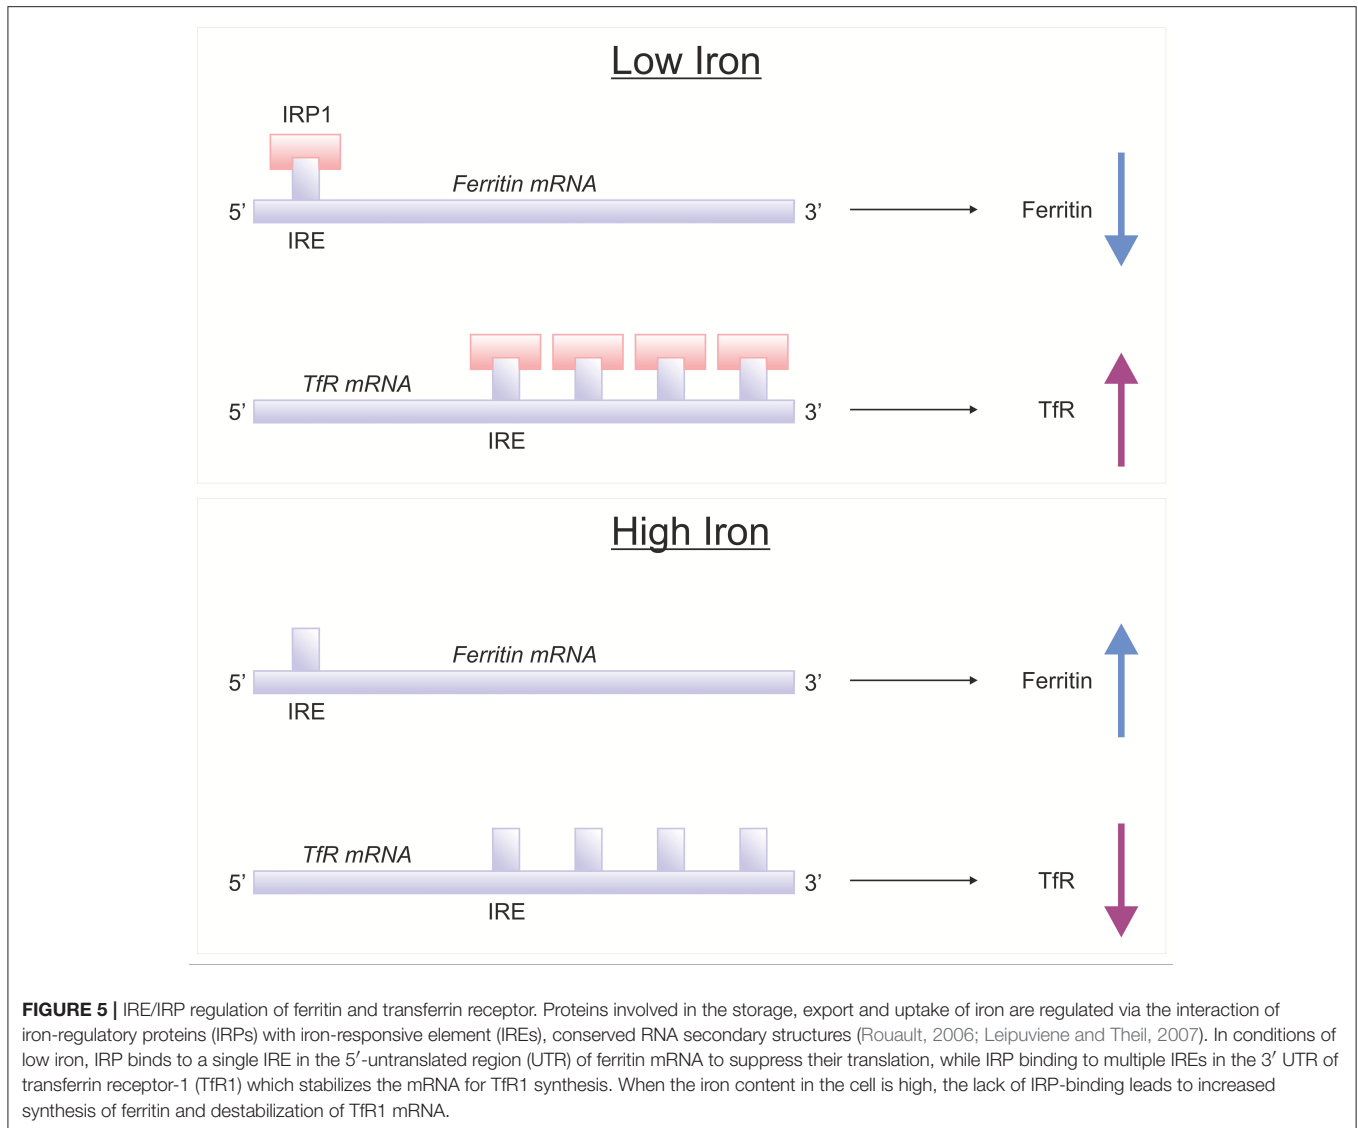 Low Iron
IRP1
Ferritin mRNA
5’ 3’ Ferritin
IRE
TfR mRNA
5’ 3’ TfR
IRE
High Iron
Ferritin mRNA
5’ 3’ Ferritin
IRE
TfR mRNA
5’ 3’ TfR
IRE
FIGURE 5 | IRE/IRP regulation of ferritin and transferrin receptor. Proteins involved in the storage, export and uptake of iron are regulated via the interaction of
iron-regulatory proteins (IRPs) with iron-responsive element (IREs), conserved RNA secondary structures (Rouault, 2006; Leipuviene and Theil, 2007). In conditions of
low iron, IRP binds to a single IRE in the 5′-untranslated region (UTR) of ferritin mRNA to suppress their translation, while IRP binding to multiple IREs in the 3′ UTR of
transferrin receptor-1 (TfR1) which stabilizes the mRNA for TfR1 synthesis. When the iron content in the cell is high, the lack of IRP-binding leads to increased
synthesis of ferritin and destabilization of TfR1 mRNA.